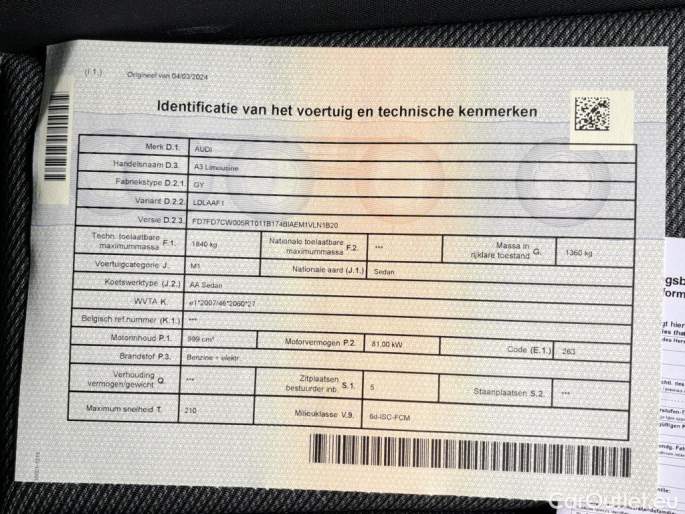 (I.1.) Origineel van 04/03/2024
Identificatie van het voertuig en technische kenmerken
Merk D.1. AUDI
Handelsnaam D.3. A3 Limousine
Fabriekstype D.2.1. GY
Variant D.2.2. LDLAAF1
Versie D.2.3. FD7FD7CW005RT011B174BIAEM1VLN1B20
Techn. toelaatbare maximummassa F.1. 1840 kg Nationale toelaatbare maximummassa F.2. *** Massa in rijklare toestand G. 1360 kg
Voertuigcategorie J. M1 Nationale aard (J.1.) Sedan
Koetswerktype (J.2.) AA Sedan
WVTA K. e1*2007/46*2060*27
Belgisch ref.nummer (K.1.) ***
Motorinhoud P.1. 999 cm³ Motorvermogen P.2. 81,00 kW Code (E.1.) 263
Brandstof P.3. Benzine + elektr.
Verhouding vermogen/gewicht Q. *** Zitplaatsen bestuurder inb. S.1. 5 Staanplaatsen S.2. ***
Maximum snelheid T. 210 Milieuklasse V.9. 6d-ISC-FCM
CarOutlet.eu